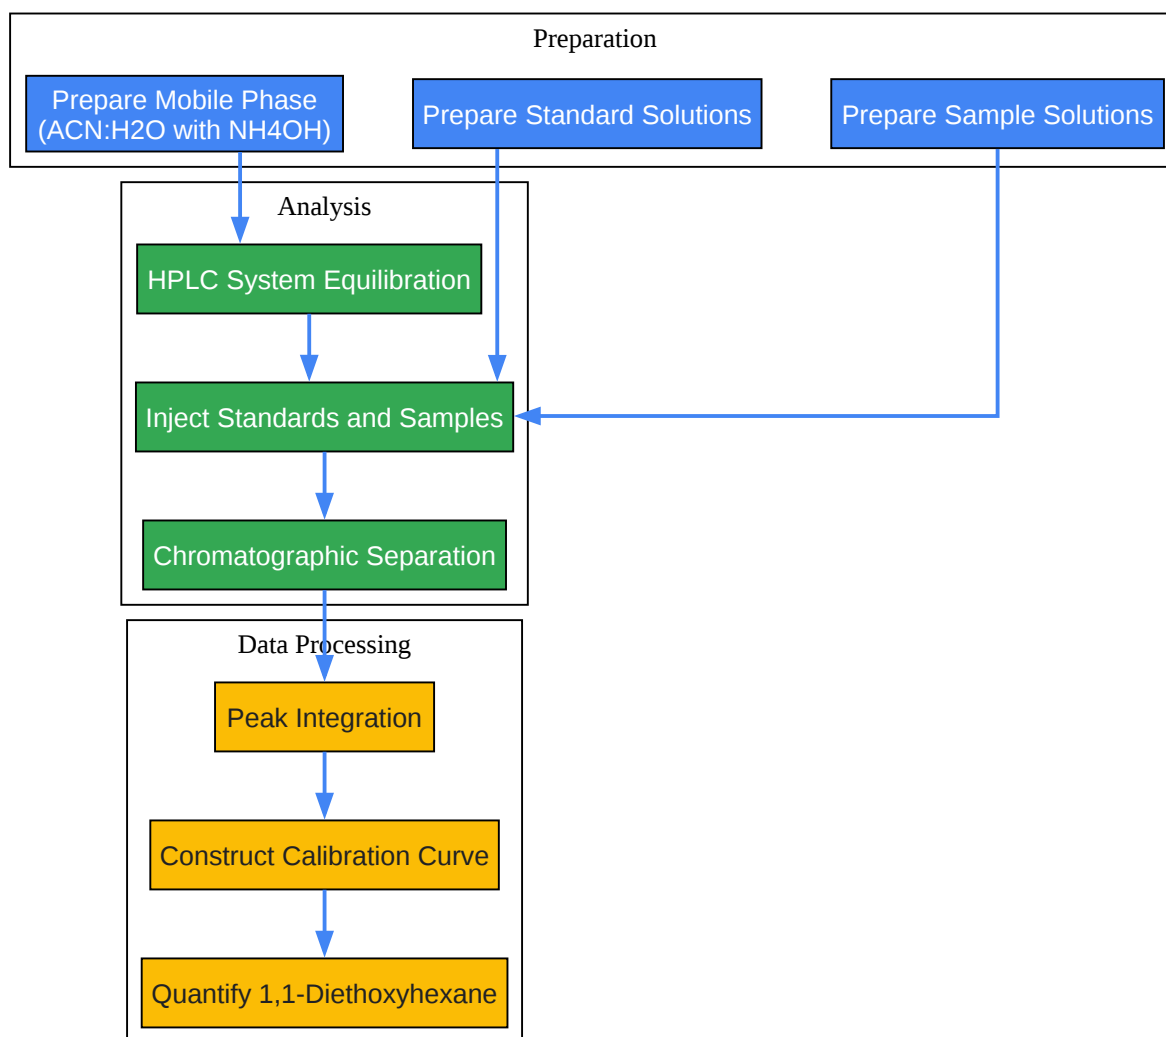 Preparation
Prepare Mobile Phase
(ACN:H2O with NH4OH)
Prepare Standard Solutions
Prepare Sample Solutions
Analysis
HPLC System Equilibration
Inject Standards and Samples
Chromatographic Separation
Data Processing
Peak Integration
Construct Calibration Curve
Quantify 1,1-Diethoxyhexane